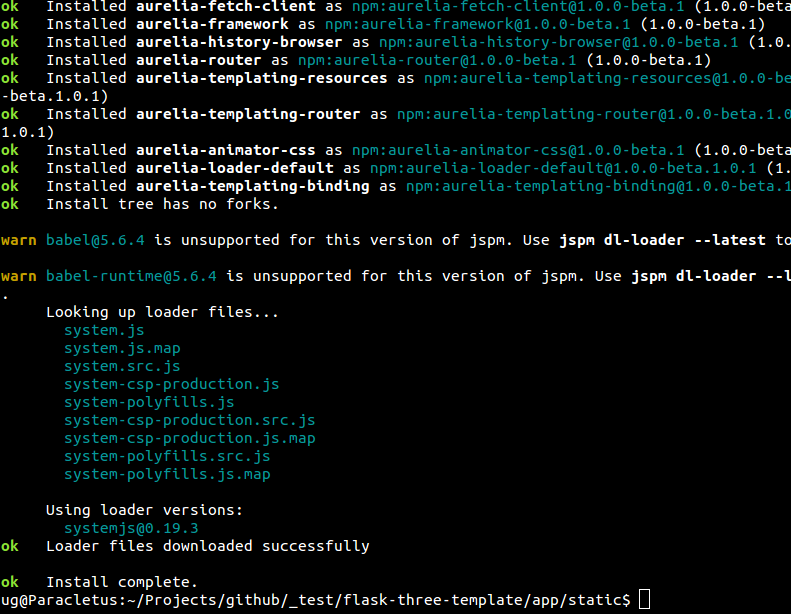 ok   Installed aurelia-fetch-client as npm:aurelia-fetch-client@1.0.0-beta.1 (1.0.0-beta
ok   Installed aurelia-framework as npm:aurelia-framework@1.0.0-beta.1 (1.0.0-beta.1)
ok   Installed aurelia-history-browser as npm:aurelia-history-browser@1.0.0-beta.1 (1.0.
ok   Installed aurelia-router as npm:aurelia-router@1.0.0-beta.1 (1.0.0-beta.1)
ok   Installed aurelia-templating-resources as npm:aurelia-templating-resources@1.0.0-be
-beta.1.0.1)
ok   Installed aurelia-templating-router as npm:aurelia-templating-router@1.0.0-beta.1.0
1.0.1)
ok   Installed aurelia-animator-css as npm:aurelia-animator-css@1.0.0-beta.1 (1.0.0-beta
ok   Installed aurelia-loader-default as npm:aurelia-loader-default@1.0.0-beta.1.0.1 (1.
ok   Installed aurelia-templating-binding as npm:aurelia-templating-binding@1.0.0-beta.1
ok   Install tree has no forks.
warn babel@5.6.4 is unsupported for this version of jspm. Use jspm dl-loader --latest to
warn babel-runtime@5.6.4 is unsupported for this version of jspm. Use jspm dl-loader --l
.
     Looking up loader files...
       system.js
       system.js.map
       system.src.js
       system-csp-production.js
       system-polyfills.js
       system-csp-production.src.js
       system-csp-production.js.map
       system-polyfills.src.js
       system-polyfills.js.map
     Using loader versions:
       systemjs@0.19.3
ok   Loader files downloaded successfully
ok   Install complete.
ug@Paracletus:~/Projects/github/_test/flask-three-template/app/static$